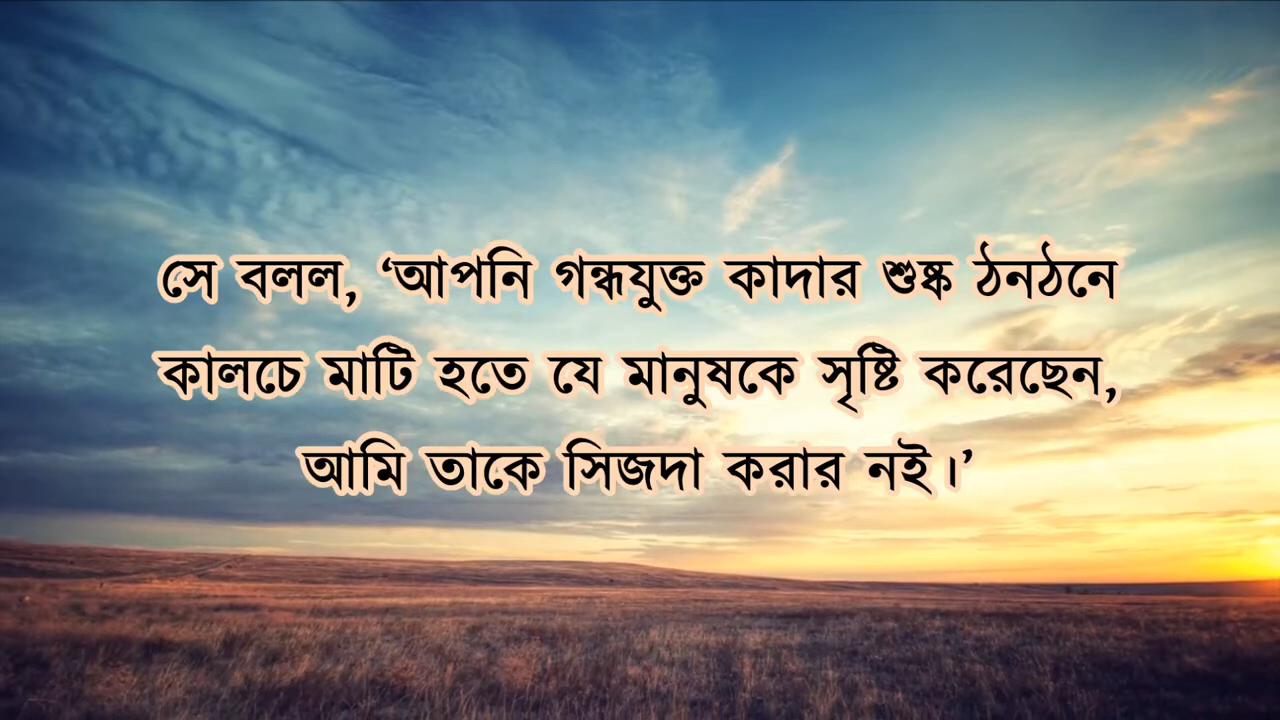 সে বলল, ‘আপনি গন্ধযুক্ত কাদার শুষ্ক ঠনঠনে
কালচে মাটি হতে যে মানুষকে সৃষ্টি করেছেন,
আমি তাকে সিজদা করার নই।’